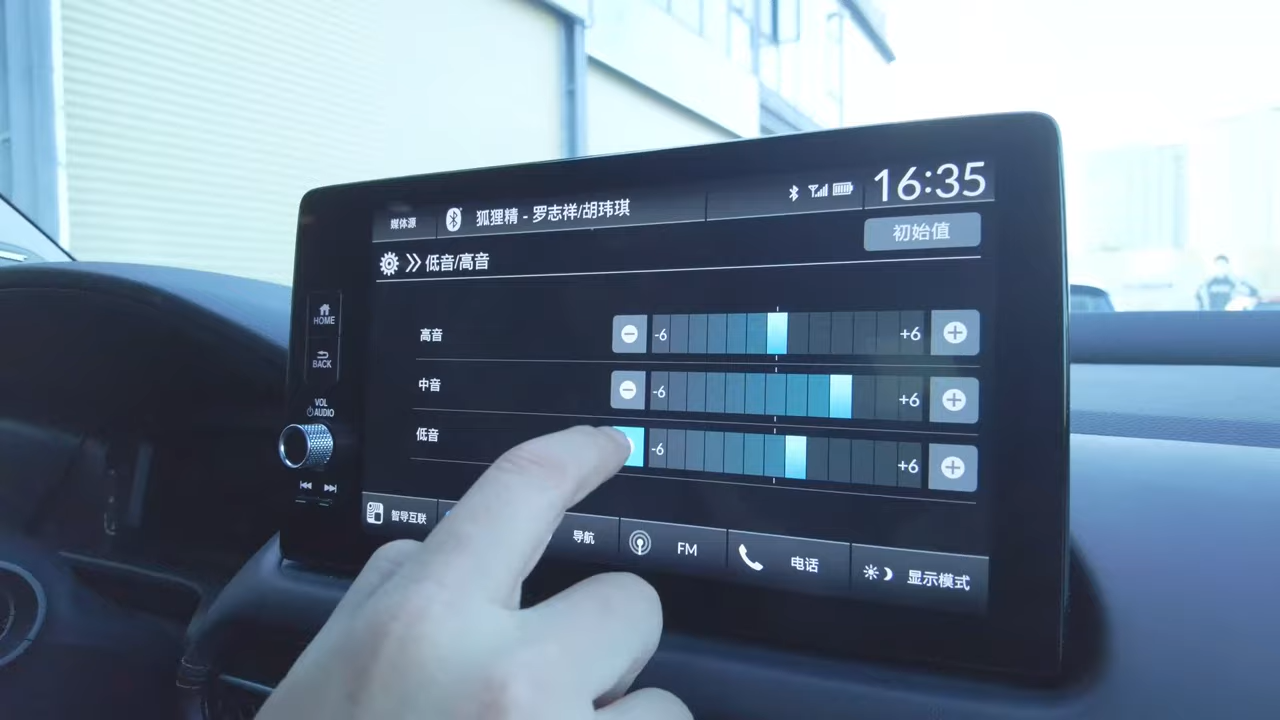 媒体源
狐狸精 - 罗志祥/胡玮琪
16:35
初始值
低音/高音
HOME
BACK
VOL
AUDIO
高音
-6
+6
中音
-6
+6
低音
-6
+6
智导互联
导航
FM
电话
显示模式